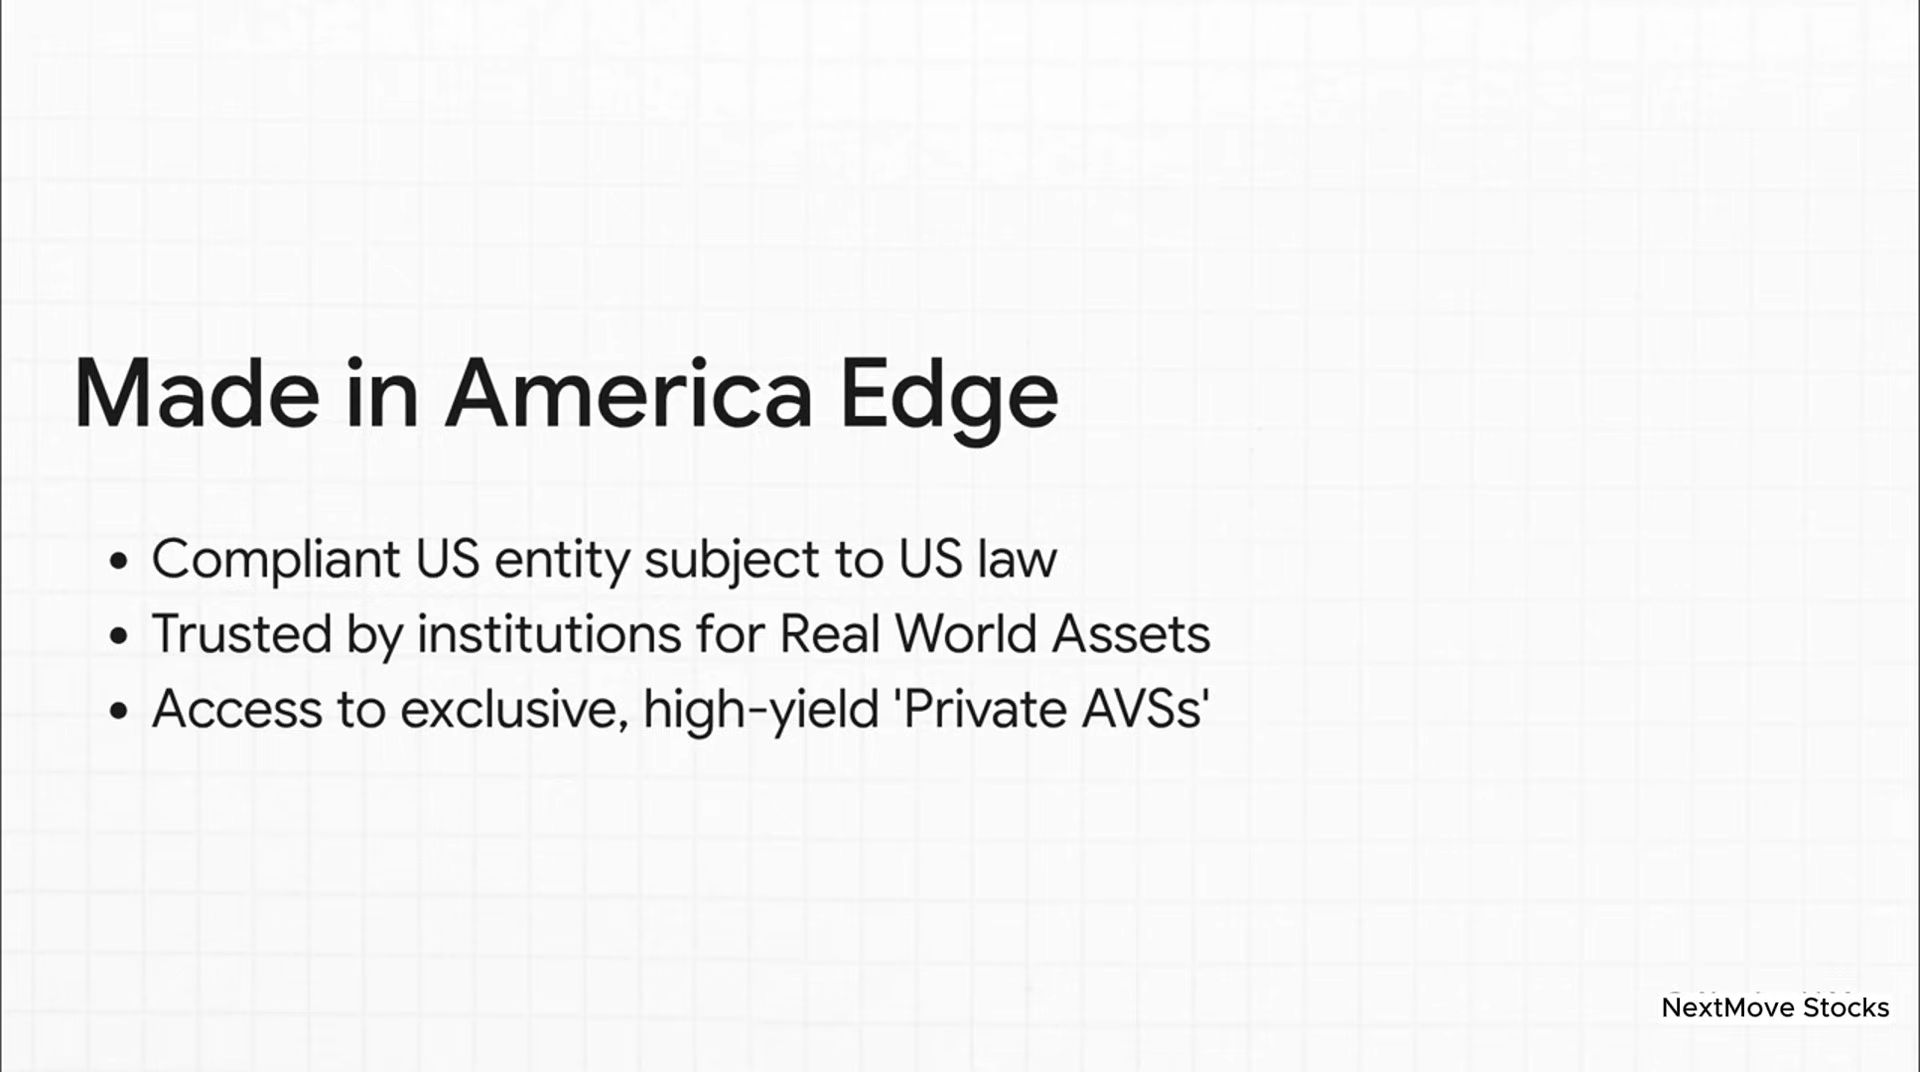 Made in America Edge
• Compliant US entity subject to US law
• Trusted by institutions for Real World Assets
• Access to exclusive, high-yield 'Private AVSs'
NextMove Stocks